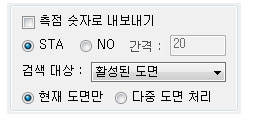 측점 숫자로 내보내기
STA NO 간격 : 20
검색 대상 : 활성된 도면
현재 도면만 다중 도면 처리